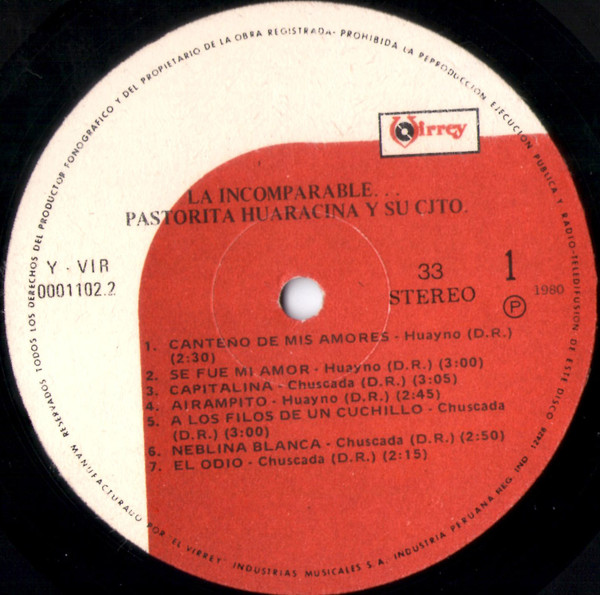 RESERVADOS TODOS LOS DERECHOS DEL PRODUCTOR FONOGRAFICO Y DEL PROPIETARIO DE LA OBRA REGISTRADA- PROHIBIDA LA REPRODUCCION EJECUCION PUBLICA Y RADIO-TELEDIFUSION DE ESTE DISCO
Virrey
LA INCOMPARABLE...
PASTORITA HUARACINA Y SU CJTO.
Y - VIR
0001102.2
33
STEREO
1
Ⓟ 1980
1. CANTEÑO DE MIS AMORES - Huayno (D.R.)
(2:30)
2. SE FUE MI AMOR - Huayno (D.R.) (3:00)
3. CAPITALINA - Chuscada (D.R.) (3:05)
4. AIRAMPITO - Huayno (D.R.) (2:45)
5. A LOS FILOS DE UN CUCHILLO - Chuscada
(D.R.) (3:00)
6. NEBLINA BLANCA - Chuscada (D.R.) (2:50)
7. EL ODIO - Chuscada (D.R.) (2:15)
MANUFACTURADO POR "EL VIRREY" INDUSTRIAS MUSICALES S.A. INDUSTRIA PERUANA REG. IND 12828